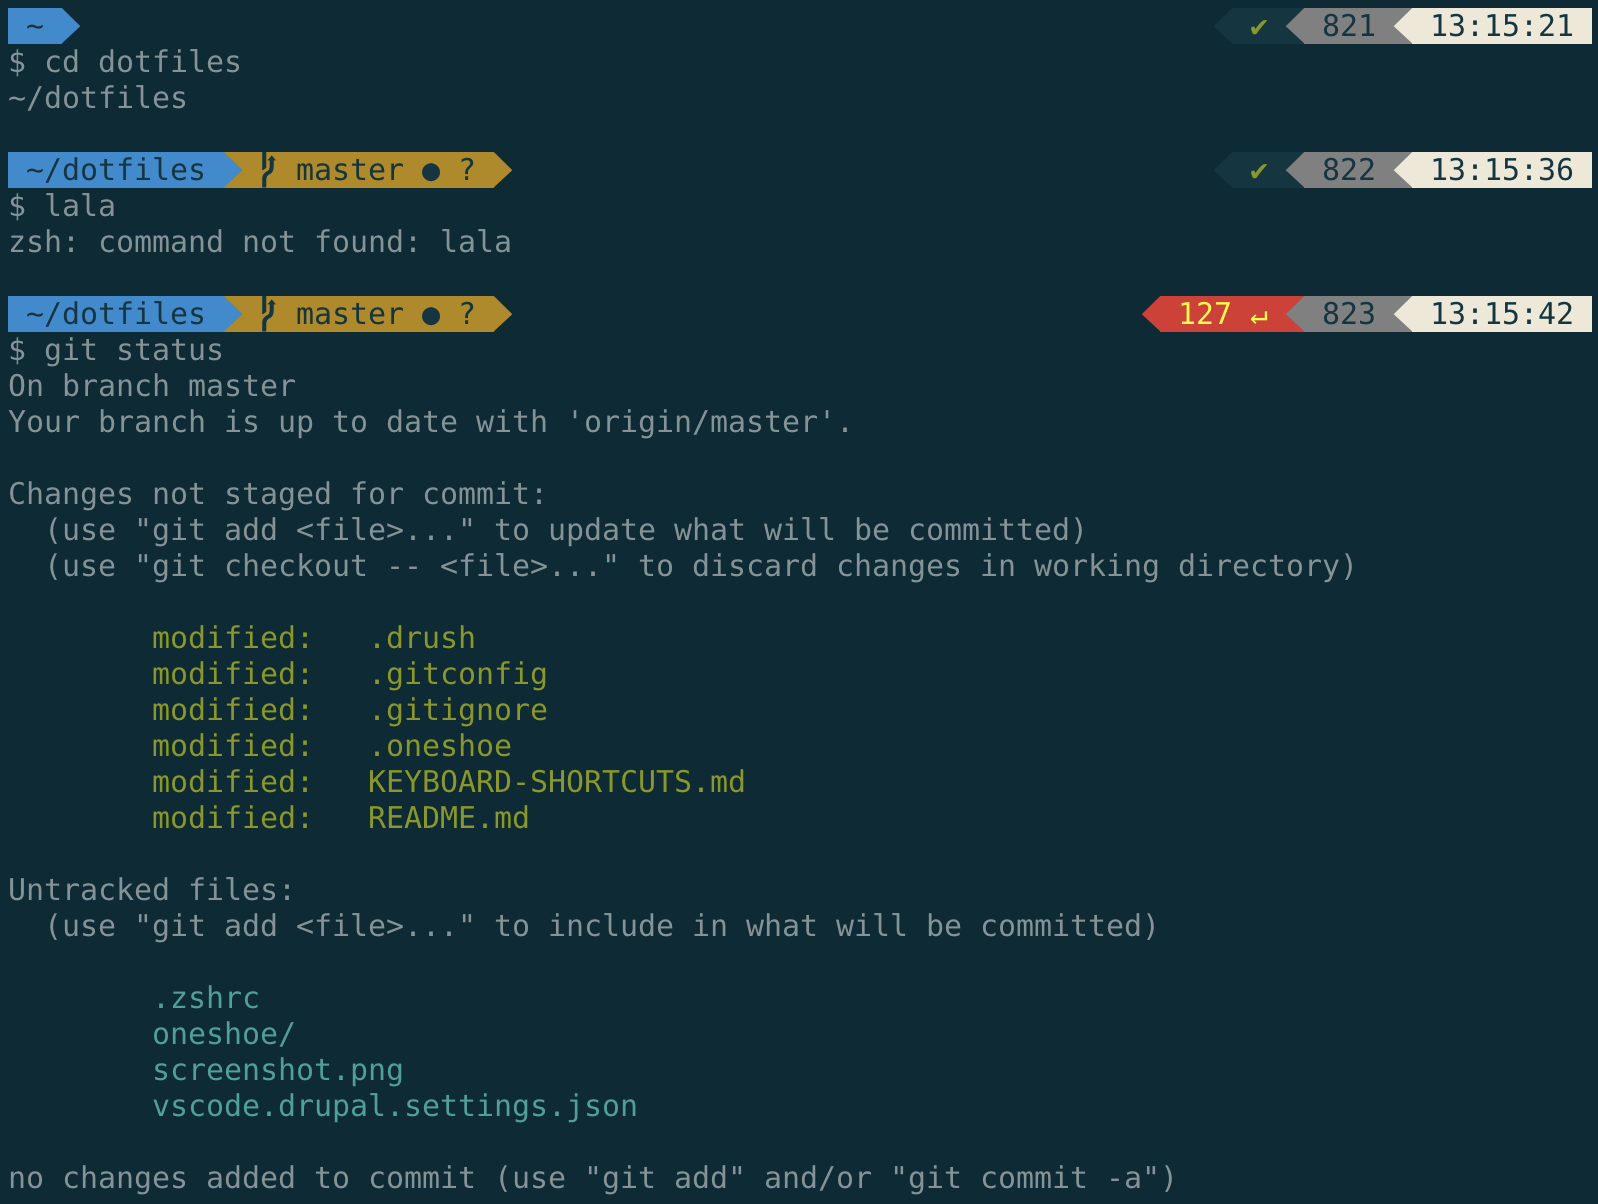 ~ ✔ 821 13:15:21
$ cd dotfiles
~/dotfiles
~/dotfiles master ● ? ✔ 822 13:15:36
$ lala
zsh: command not found: lala
~/dotfiles master ● ? 127 ↵ 823 13:15:42
$ git status
On branch master
Your branch is up to date with 'origin/master'.
Changes not staged for commit:
(use "git add <file>..." to update what will be committed)
(use "git checkout -- <file>..." to discard changes in working directory)
modified: .drush
modified: .gitconfig
modified: .gitignore
modified: .oneshoe
modified: KEYBOARD-SHORTCUTS.md
modified: README.md
Untracked files:
(use "git add <file>..." to include in what will be committed)
.zshrc
oneshoe/
screenshot.png
vscode.drupal.settings.json
no changes added to commit (use "git add" and/or "git commit -a")